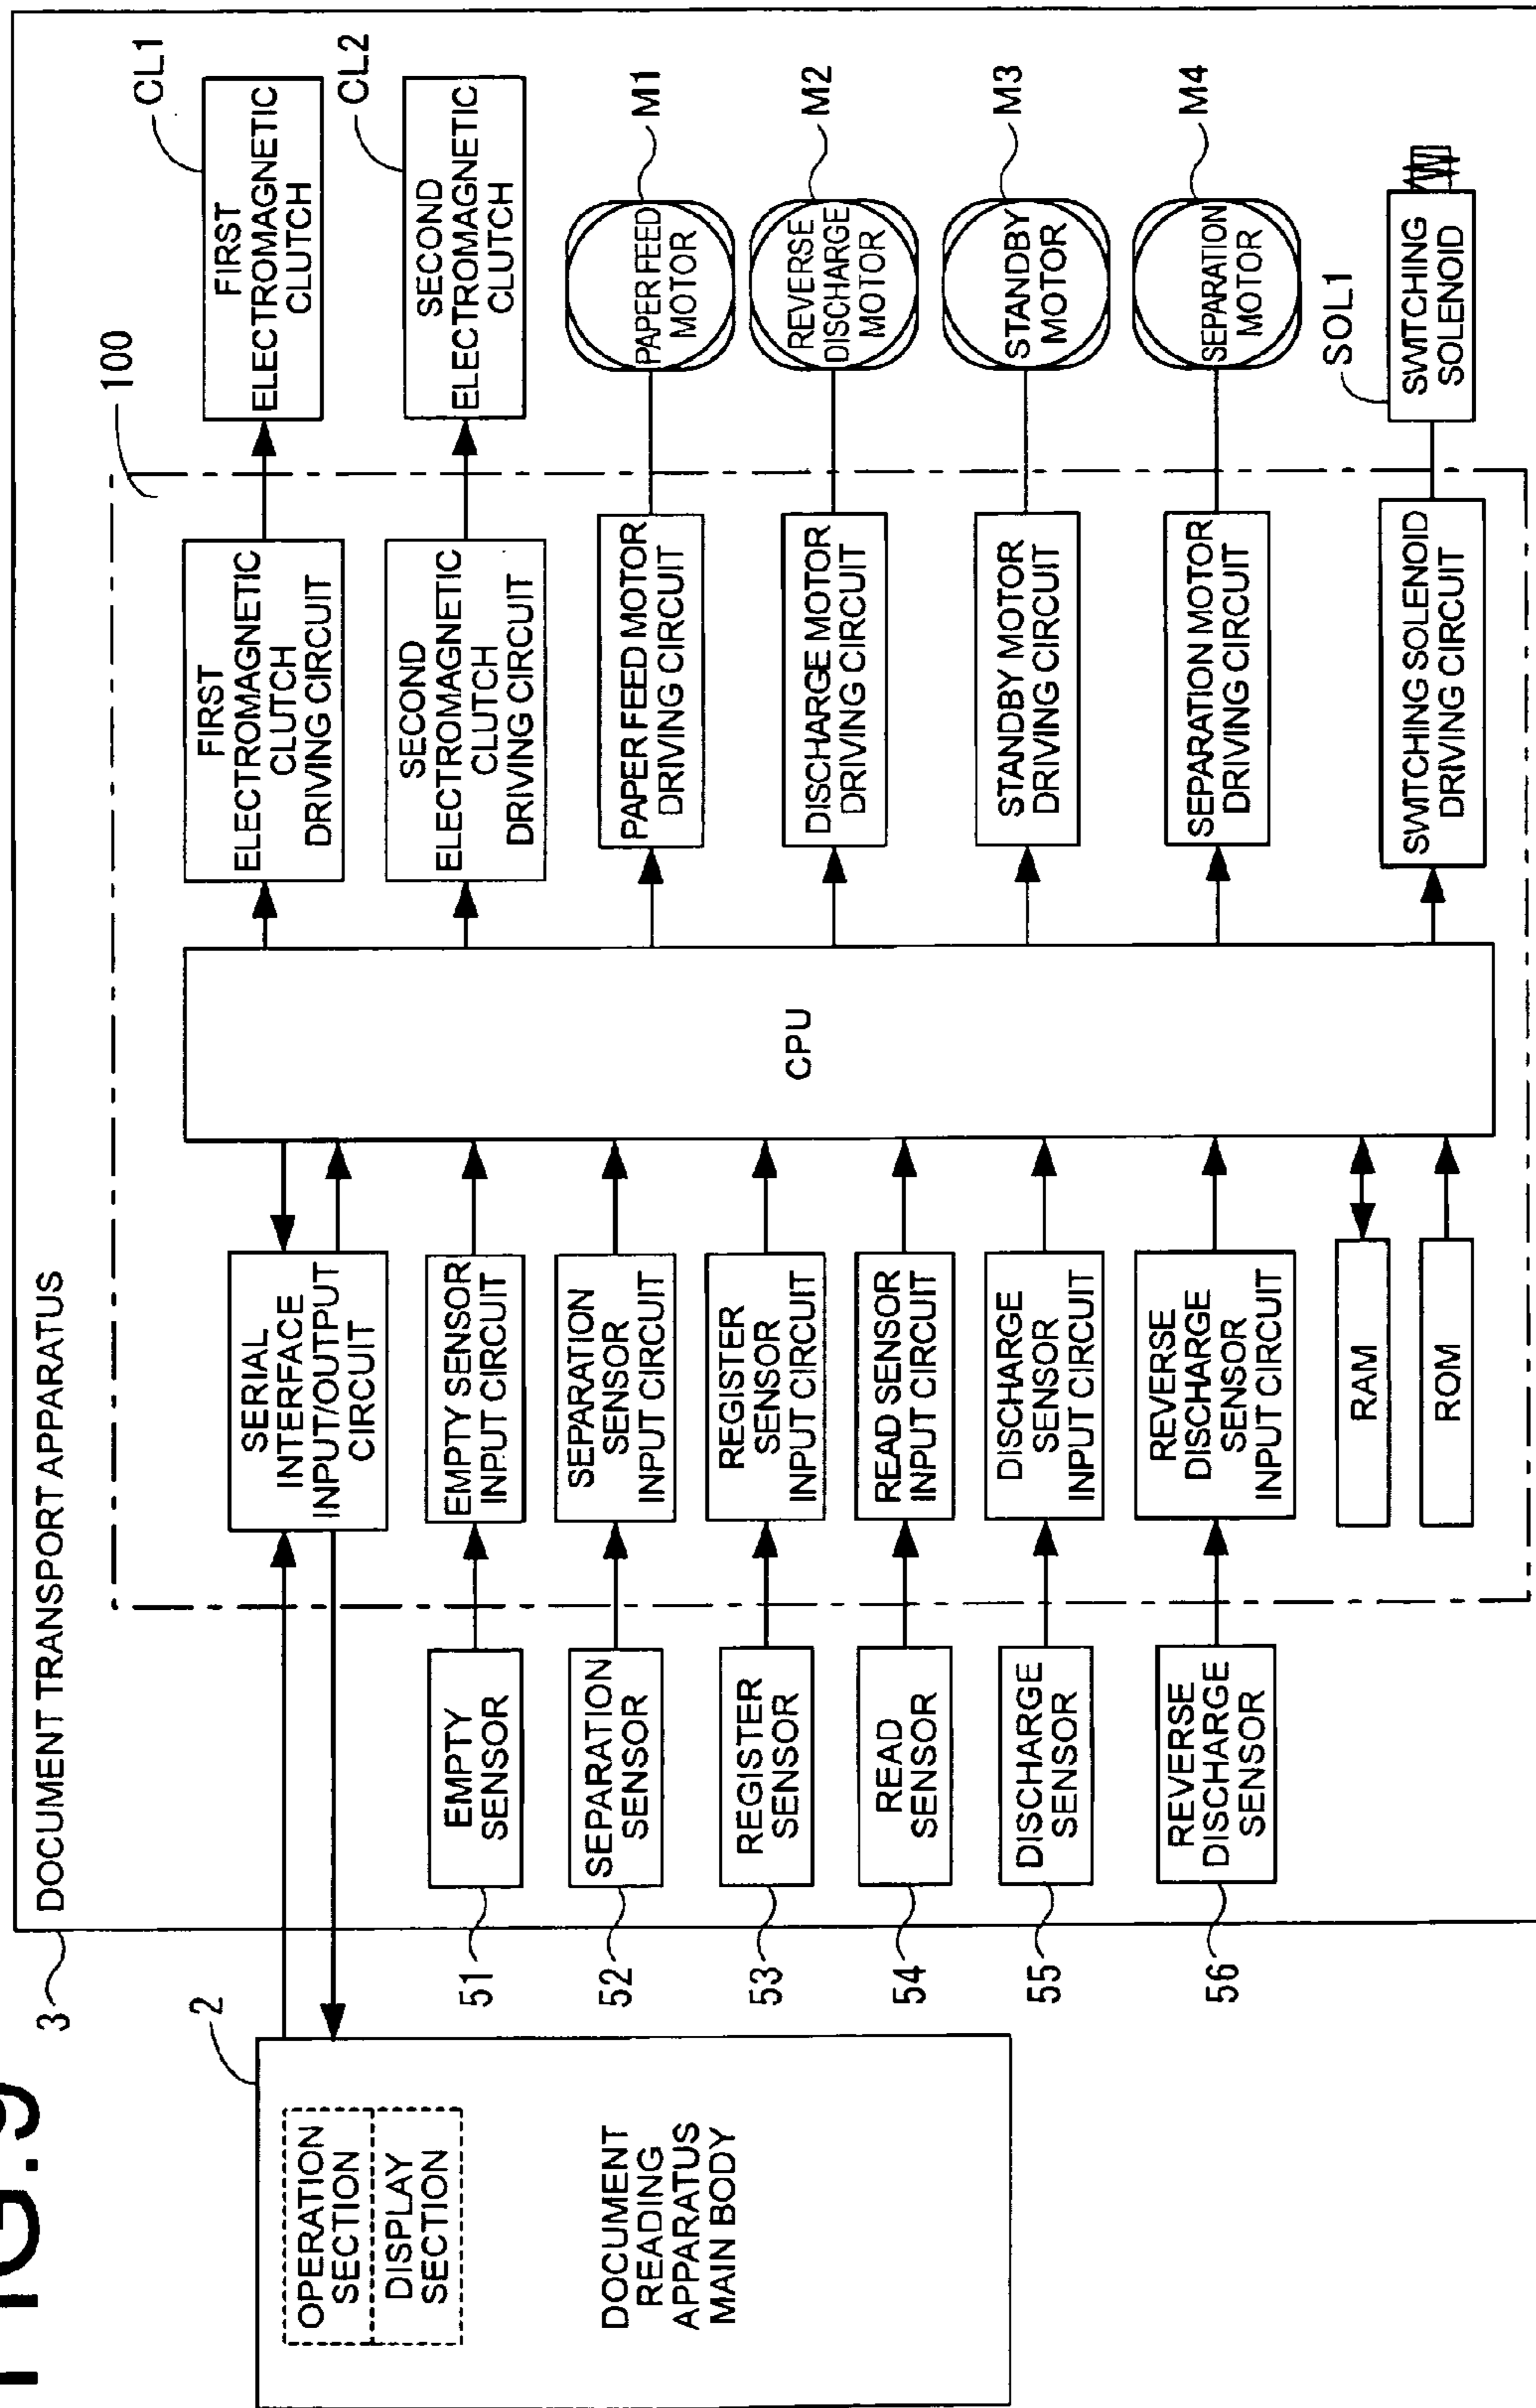 FIG.9
3
DOCUMENT TRANSPORT APPARATUS
2
OPERATION
SECTION
DISPLAY
SECTION
DOCUMENT
READING
APPARATUS
MAIN BODY
51
EMPTY
SENSOR
52
SEPARATION
SENSOR
53
REGISTER
SENSOR
54
READ
SENSOR
55
DISCHARGE
SENSOR
56
REVERSE
DISCHARGE
SENSOR
SERIAL
INTERFACE
INPUT/OUTPUT
CIRCUIT
EMPTY SENSOR
INPUT CIRCUIT
SEPARATION
SENSOR
INPUT CIRCUIT
REGISTER
SENSOR
INPUT CIRCUIT
READ SENSOR
INPUT CIRCUIT
DISCHARGE
SENSOR
INPUT CIRCUIT
REVERSE
DISCHARGE
SENSOR
INPUT CIRCUIT
RAM
ROM
CPU
100
FIRST
ELECTROMAGNETIC
CLUTCH
DRIVING CIRCUIT
SECOND
ELECTROMAGNETIC
CLUTCH
DRIVING CIRCUIT
PAPER FEED MOTOR
DRIVING CIRCUIT
DISCHARGE MOTOR
DRIVING CIRCUIT
STANDBY MOTOR
DRIVING CIRCUIT
SEPARATION MOTOR
DRIVING CIRCUIT
SWITCHING SOLENOID
DRIVING CIRCUIT
CL1
FIRST
ELECTROMAGNETIC
CLUTCH
CL2
SECOND
ELECTROMAGNETIC
CLUTCH
M1
PAPER FEED
MOTOR
M2
REVERSE
DISCHARGE
MOTOR
M3
STANDBY
MOTOR
M4
SEPARATION
MOTOR
SOL1
SWITCHING
SOLENOID